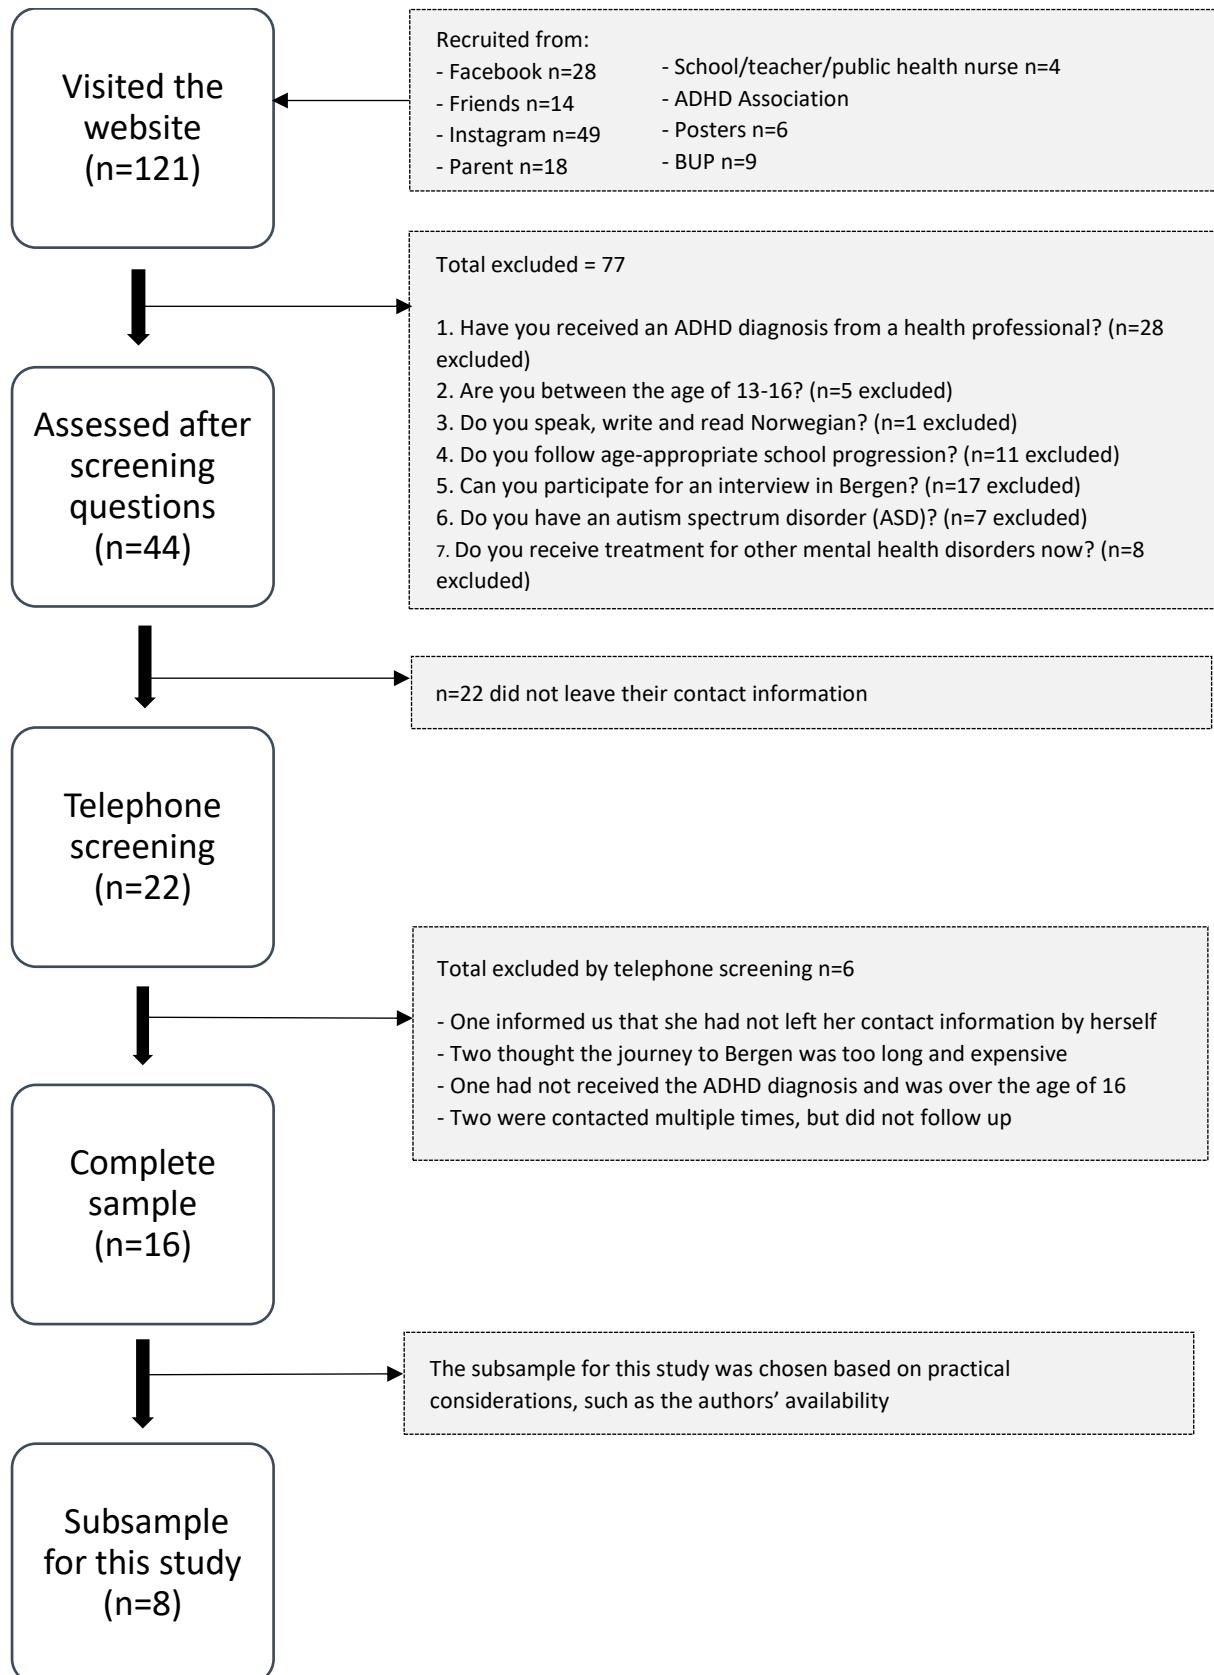 Visited the
website
(n=121)
Recruited from:
- Facebook n=28
- Friends n=14
- Instagram n=49
- Parent n=18
- School/teacher/public health nurse n=4
- ADHD Association
- Posters n=6
- BUP n=9
Total excluded = 77
1. Have you received an ADHD diagnosis from a health professional? (n=28
excluded)
2. Are you between the age of 13-16? (n=5 excluded)
3. Do you speak, write and read Norwegian? (n=1 excluded)
4. Do you follow age-appropriate school progression? (n=11 excluded)
5. Can you participate for an interview in Bergen? (n=17 excluded)
6. Do you have an autism spectrum disorder (ASD)? (n=7 excluded)
7. Do you receive treatment for other mental health disorders now? (n=8
excluded)
Assessed after
screening
questions
(n=44)
n=22 did not leave their contact information
Telephone
screening
(n=22)
Total excluded by telephone screening n=6
- One informed us that she had not left her contact information by herself
- Two thought the journey to Bergen was too long and expensive
- One had not received the ADHD diagnosis and was over the age of 16
- Two were contacted multiple times, but did not follow up
Complete
sample
(n=16)
The subsample for this study was chosen based on practical
considerations, such as the authors’ availability
Subsample
for this study
(n=8)